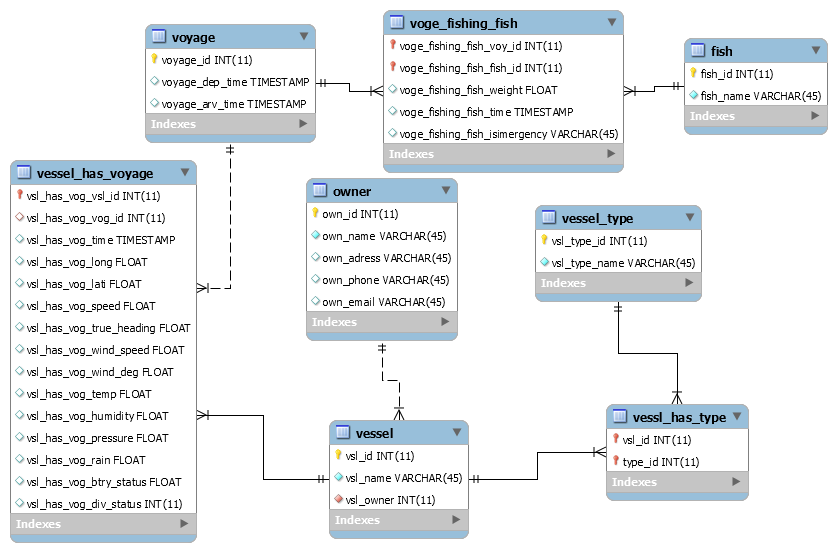 voyage
voyage_id INT(11)
voyage_dep_time TIMESTAMP
voyage_arv_time TIMESTAMP
Indexes
voge_fishing_fish
voge_fishing_fish_voy_id INT(11)
voge_fishing_fish_fish_id INT(11)
voge_fishing_fish_weight FLOAT
voge_fishing_fish_time TIMESTAMP
voge_fishing_fish_isimergency VARCHAR(45)
Indexes
fish
fish_id INT(11)
fish_name VARCHAR(45)
Indexes
vessel_has_voyage
vsl_has_vog_vsl_id INT(11)
vsl_has_vog_vog_id INT(11)
vsl_has_vog_time TIMESTAMP
vsl_has_vog_long FLOAT
vsl_has_vog_lati FLOAT
vsl_has_vog_speed FLOAT
vsl_has_vog_true_heading FLOAT
vsl_has_vog_wind_speed FLOAT
vsl_has_vog_wind_deg FLOAT
vsl_has_vog_temp FLOAT
vsl_has_vog_humidity FLOAT
vsl_has_vog_pressure FLOAT
vsl_has_vog_rain FLOAT
vsl_has_vog_btry_status FLOAT
vsl_has_vog_div_status INT(11)
Indexes
owner
own_id INT(11)
own_name VARCHAR(45)
own_adress VARCHAR(45)
own_phone VARCHAR(45)
own_email VARCHAR(45)
Indexes
vessel_type
vsl_type_id INT(11)
vsl_type_name VARCHAR(45)
Indexes
vessel
vsl_id INT(11)
vsl_name VARCHAR(45)
vsl_owner INT(11)
Indexes
vessl_has_type
vsl_id INT(11)
type_id INT(11)
Indexes